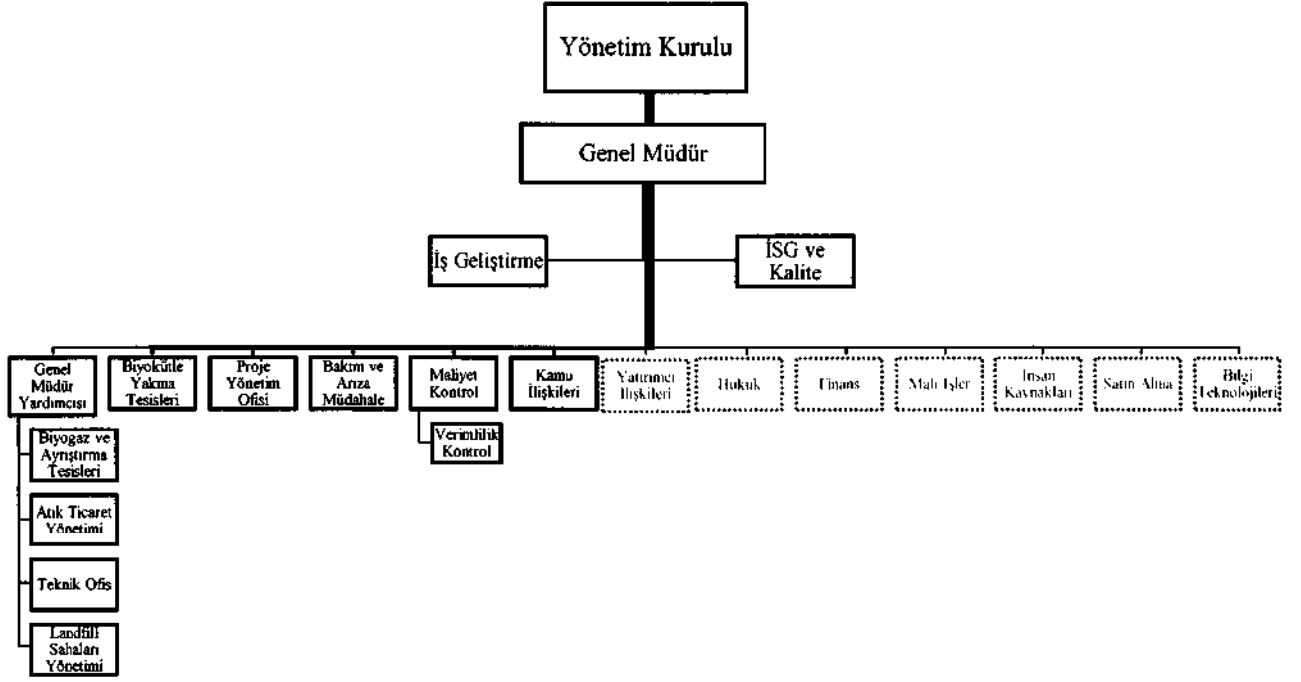 Yönetim Kurulu
Genel Müdür
İş Geliştirme
İSG ve
Kalite
Genel
Müdür
Yardımcısı
Biyokütle
Yakma
Tesisleri
Proje
Yönetim
Ofisi
Bakım ve
Arıza
Müdahale
Maliyet
Kontrol
Kamu
İlişkileri
Yatırımcı
İlişkileri
Hukuk
Finans
Mali İşler
İnsan
Kaynakları
Satın Alma
Bilgi
Teknolojileri
Biyogaz ve
Ayrıştırma
Tesisleri
Verimlilik
Kontrol
Atık Ticaret
Yönetimi
Teknik Ofis
Landfill
Sahaları
Yönetimi